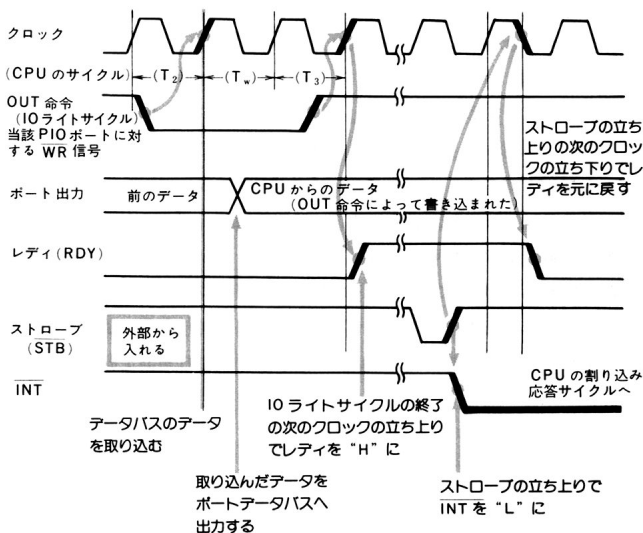 クロック
(CPUのサイクル)
(T₂)
(Tw)
(T₃)
OUT 命令
(IOライトサイクル)
当該PIOポートに対
する WR 信号
ストローブの立ち
上りの次のクロッ
クの立ち下りでレ
ディを元に戻す
ポート出力
前のデータ
CPUからのデータ
(OUT命令によって書き込まれた)
レディ(RDY)
ストローブ
(STB)
外部から
入れる
INT
CPUの割り込み
応答サイクルへ
データバスのデータ
を取り込む
IOライトサイクルの終了
の次のクロックの立ち上り
でレディを“H”に
取り込んだデータを
ポートデータバスへ
出力する
ストローブの立ち上りで
INTを“L”に